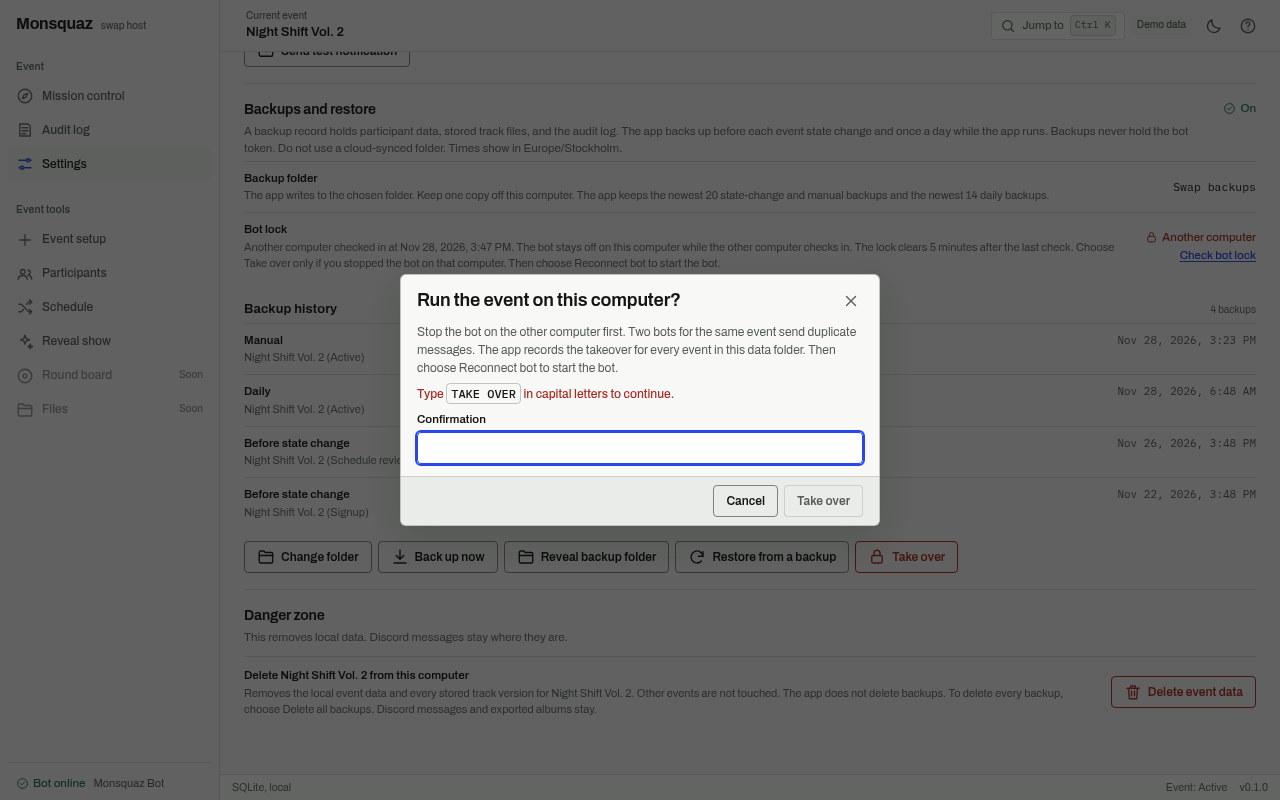 Monsquaz swap host
Event
Mission control
Audit log
Settings
Event tools
Event setup
Participants
Schedule
Reveal show
Round board Soon
Files Soon
Bot online Monsquaz Bot
Current event
Night Shift Vol. 2
Jump to Ctrl K
Demo data
Send test notification
Backups and restore
On
A backup record holds participant data, stored track files, and the audit log. The app backs up before each event state change and once a day while the app runs. Backups never hold the bot
token. Do not use a cloud-synced folder. Times show in Europe/Stockholm.
Backup folder
The app writes to the chosen folder. Keep one copy off this computer. The app keeps the newest 20 state-change and manual backups and the newest 14 daily backups.
Swap backups
Bot lock
Another computer checked in at Nov 28, 2026, 3:47 PM. The bot stays off on this computer while the other computer checks in. The lock clears 5 minutes after the last check. Choose
Take over only if you stopped the bot on that computer. Then choose Reconnect bot to start the bot.
Another computer
Check bot lock
Backup history
4 backups
Manual
Night Shift Vol. 2 (Active)
Nov 28, 2026, 3:23 PM
Daily
Night Shift Vol. 2 (Active)
Nov 28, 2026, 6:48 AM
Before state change
Night Shift Vol. 2 (Schedule revie
Nov 26, 2026, 3:48 PM
Before state change
Night Shift Vol. 2 (Signup)
Nov 22, 2026, 3:48 PM
Run the event on this computer?
Stop the bot on the other computer first. Two bots for the same event send duplicate
messages. The app records the takeover for every event in this data folder. Then
choose Reconnect bot to start the bot.
Type TAKE OVER in capital letters to continue.
Confirmation
Cancel
Take over
Change folder
Back up now
Reveal backup folder
Restore from a backup
Take over
Danger zone
This removes local data. Discord messages stay where they are.
Delete Night Shift Vol. 2 from this computer
Removes the local event data and every stored track version for Night Shift Vol. 2. Other events are not touched. The app does not delete backups. To delete every backup,
choose Delete all backups. Discord messages and exported albums stay.
Delete event data
SQLite, local
Event: Active v0.1.0